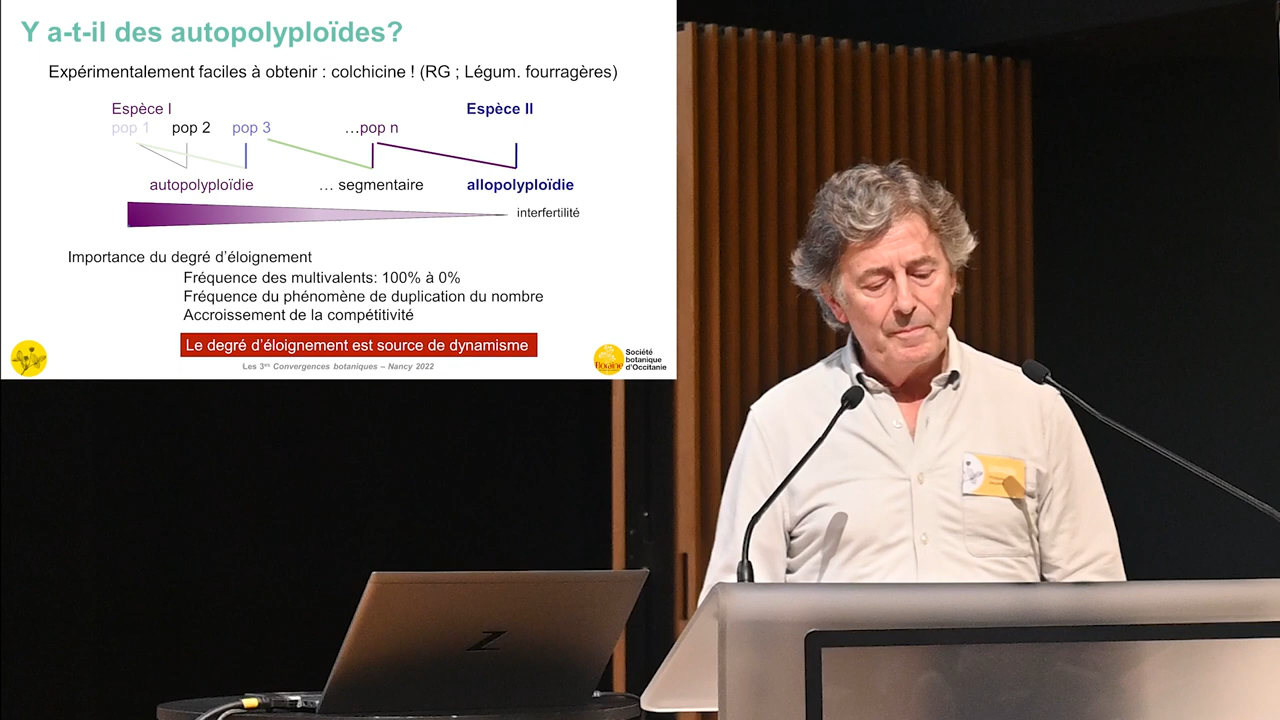 Y a-t-il des autopolyploïdes?
Expérimentalement faciles à obtenir : colchicine ! (RG ; Légum. fourragères)
Espèce I
Espèce II
pop 1 pop 2 pop 3 …pop n
autopolyploïdie … segmentaire allopolyploïdie
interfertilité
Importance du degré d'éloignement
Fréquence des multivalents: 100% à 0%
Fréquence du phénomène de duplication du nombre
Accroissement de la compétitivité
Le degré d'éloignement est source de dynamisme
Les 3es Convergences botaniques – Nancy 2022
floraine
Société
botanique
d'Occitanie